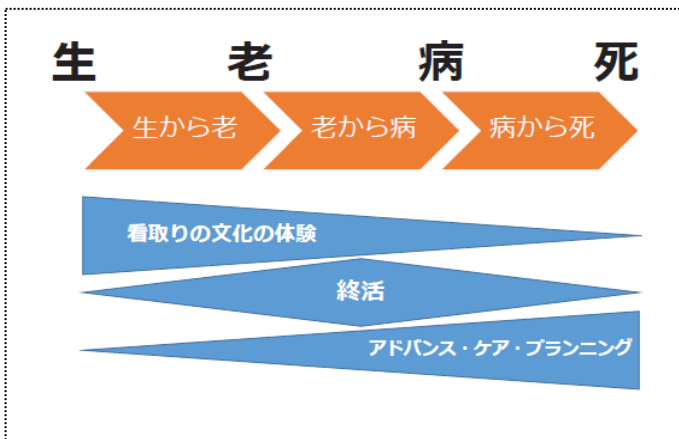 生 老 病 死
生から老 老から病 病から死
看取りの文化の体験
終活
アドバンス・ケア・プランニング